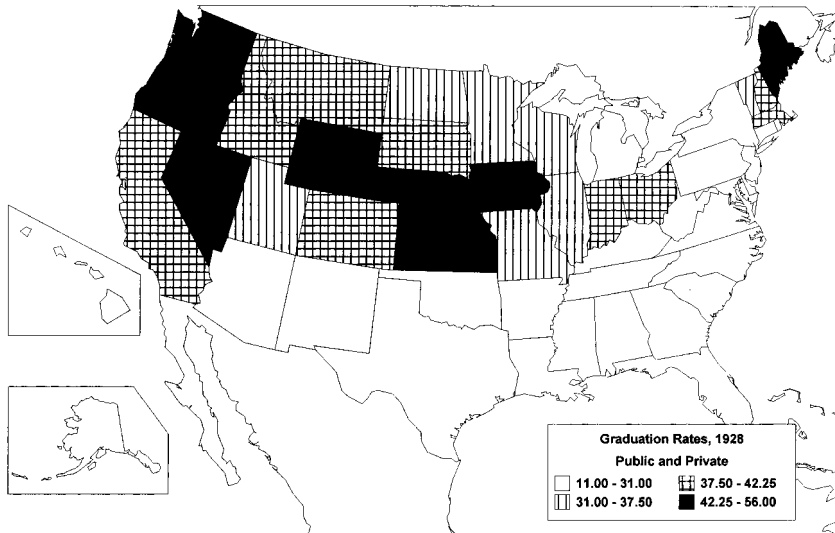 Graduation Rates, 1928
Public and Private
11.00 - 31.00 37.50 - 42.25
31.00 - 37.50 42.25 - 56.00